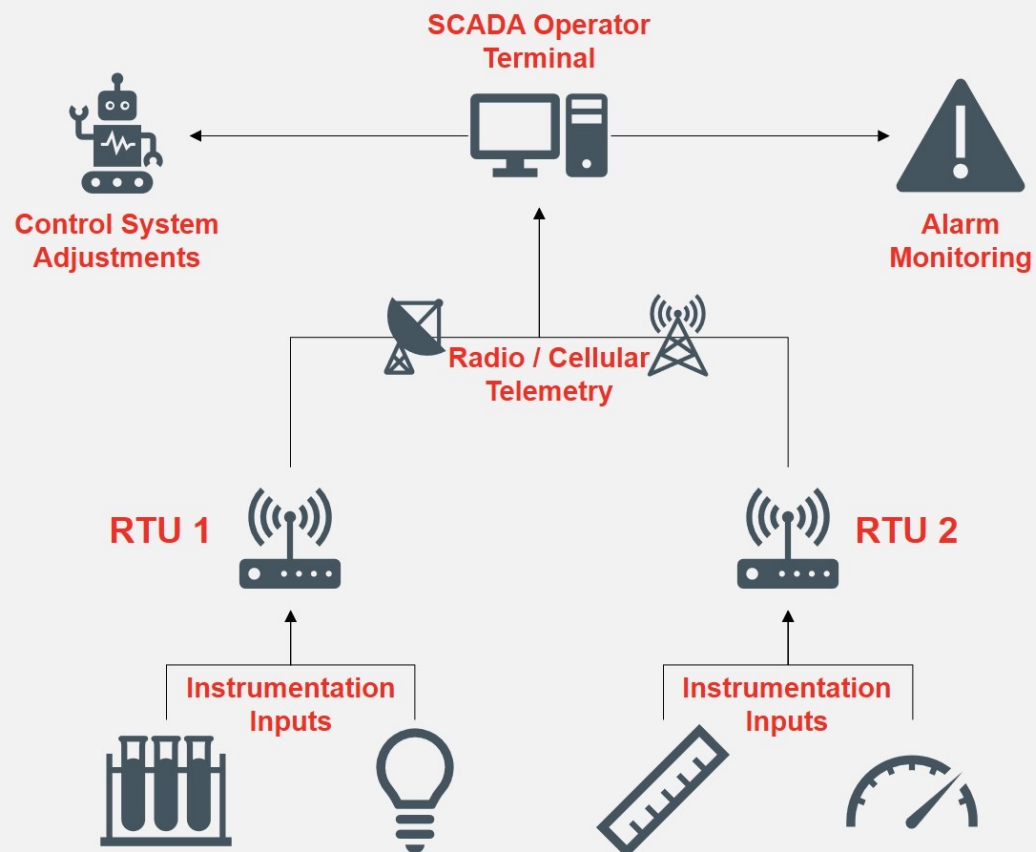 SCADA Operator
Terminal
Control System
Adjustments
Alarm
Monitoring
Radio / Cellular
Telemetry
RTU 1
RTU 2
Instrumentation
Inputs
Instrumentation
Inputs